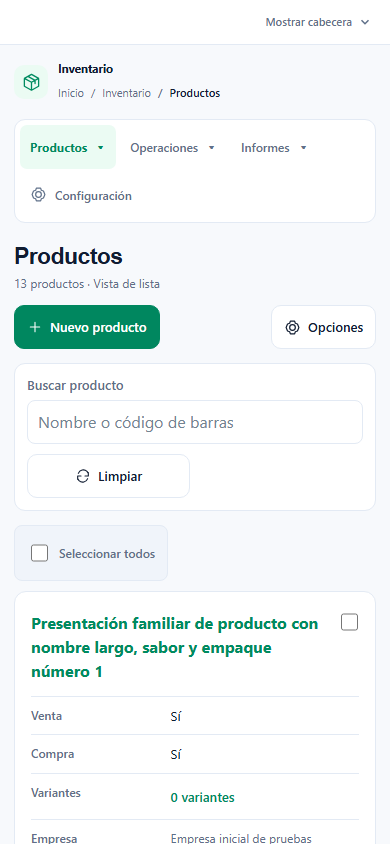 Mostrar cabecera
Inventario
Inicio / Inventario / Productos
Productos
Operaciones
Informes
Configuración
Productos
13 productos · Vista de lista
Nuevo producto
Opciones
Buscar producto
Nombre o código de barras
Limpiar
Seleccionar todos
Presentación familiar de producto con
nombre largo, sabor y empaque
número 1
Venta Sí
Compra Sí
Variantes 0 variantes
Empresa Empresa inicial de pruebas